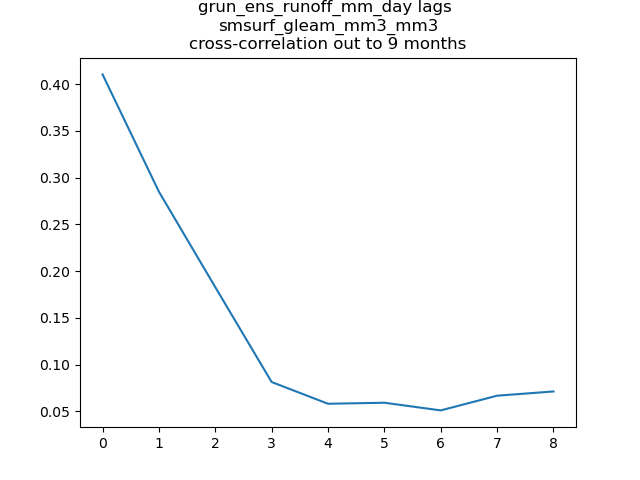 grun_ens_runoff_mm_day lags
smsurf_gleam_mm3_mm3
cross-correlation out to 9 months
0.40
0.35
0.30
0.25
0.20
0.15
0.10
0.05
0 1 2 3 4 5 6 7 8